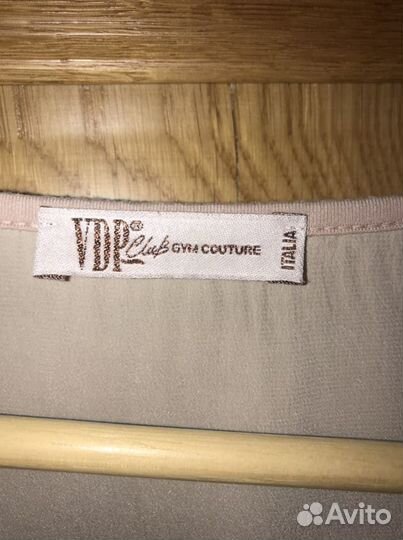 VDP® Club GYM COUTURE
ITALIA
Avito